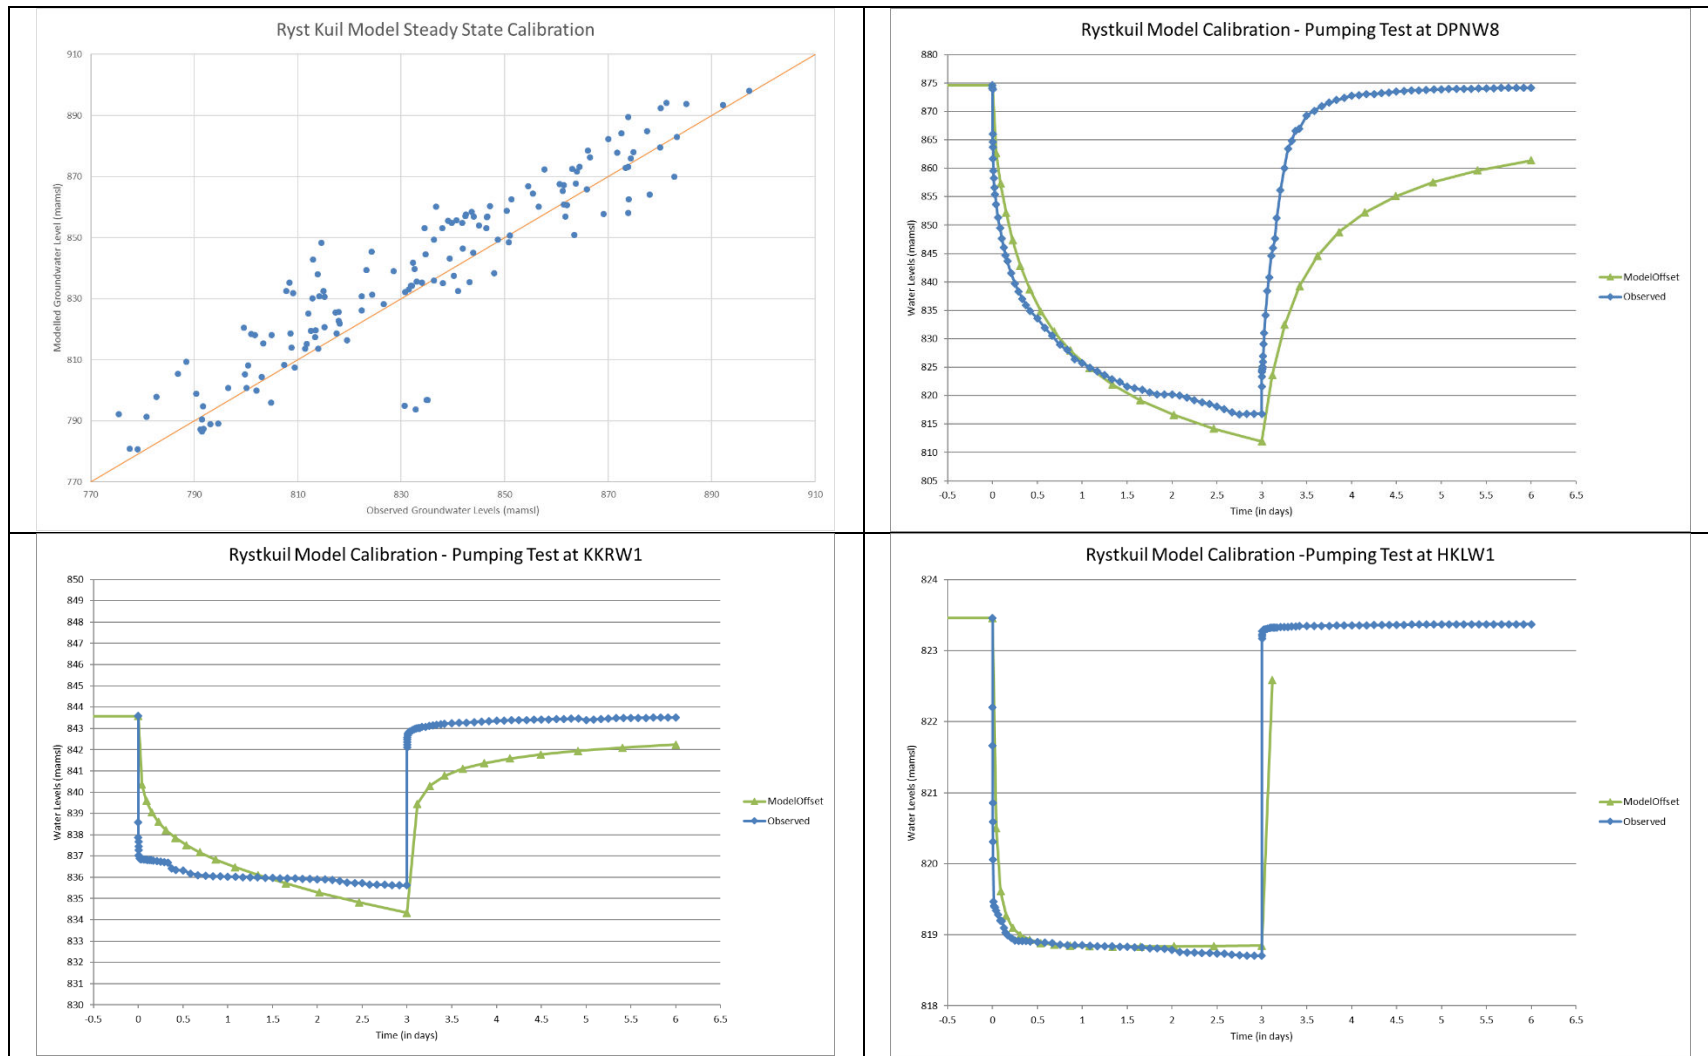 Ryst Kuil Model Steady State Calibration
910
890
870
850
830
810
790
770
Modelled Groundwater Level (mamsl)
770 790 810 830 850 870 890 910
Observed Groundwater Levels (mamsl)
Rystkuil Model Calibration - Pumping Test at DPNW8
880
875
870
865
860
855
850
845
840
835
830
825
820
815
810
805
Water Levels (mamsl)
-0.5 0 0.5 1 1.5 2 2.5 3 3.5 4 4.5 5 5.5 6 6.5
Time (in days)
ModelOffset
Observed
Rystkuil Model Calibration - Pumping Test at KKRW1
850
849
848
847
846
845
844
843
842
841
840
839
838
837
836
835
834
833
832
831
830
Water Levels (mamsl)
-0.5 0 0.5 1 1.5 2 2.5 3 3.5 4 4.5 5 5.5 6 6.5
Time (in days)
ModelOffset
Observed
Rystkuil Model Calibration -Pumping Test at HKLW1
824
823
822
821
820
819
818
Water Levels (mamsl)
-0.5 0 0.5 1 1.5 2 2.5 3 3.5 4 4.5 5 5.5 6 6.5
Time (in days)
ModelOffset
Observed